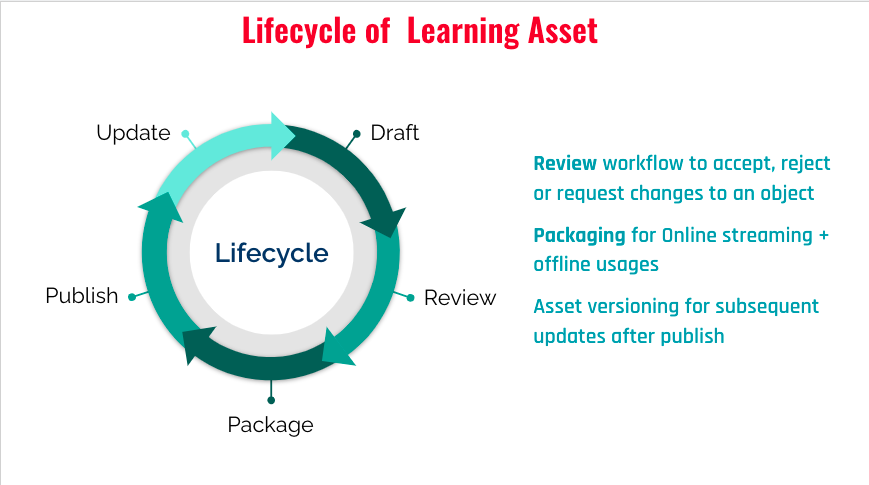 Lifecycle of Learning Asset
Update
Draft
Lifecycle
Publish
Review
Package
Review workflow to accept, reject
or request changes to an object
Packaging for Online streaming +
offline usages
Asset versioning for subsequent
updates after publish